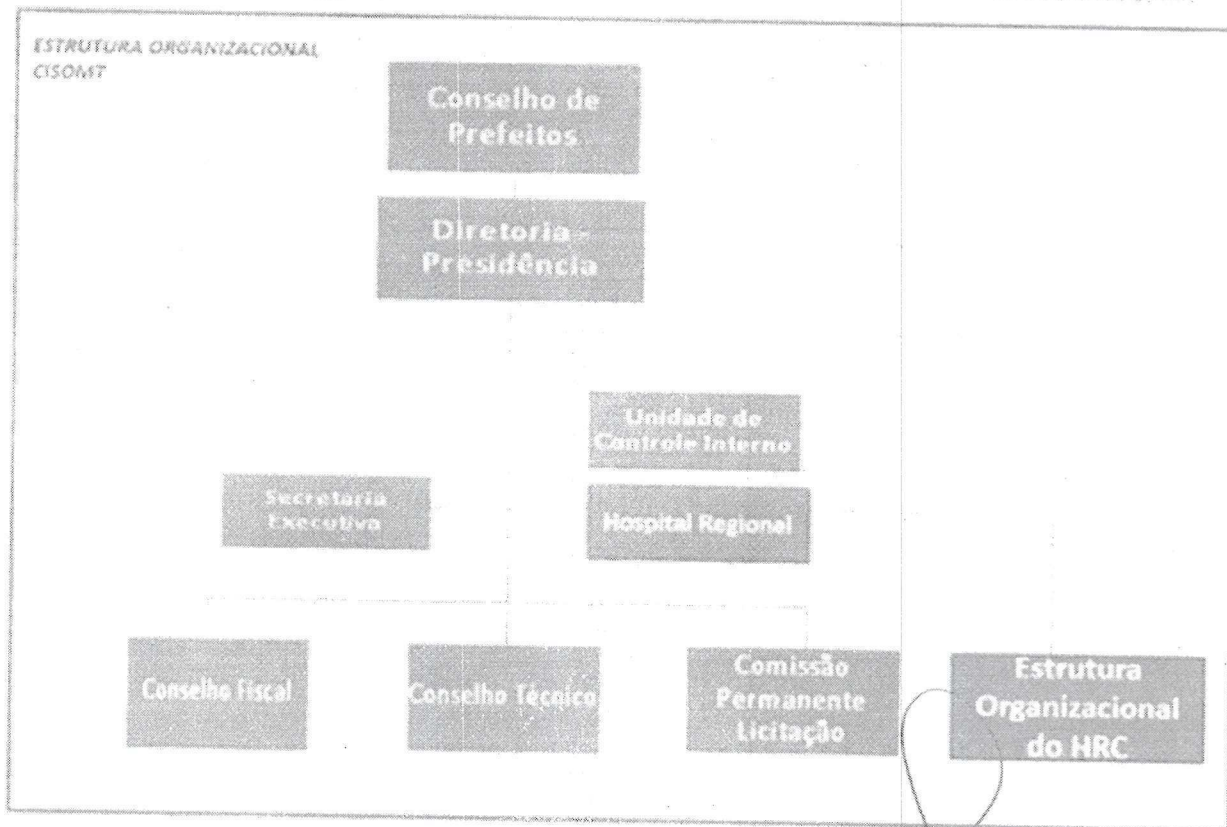 ESTRUTURA ORGANIZACIONAL
CISOMT
Conselho de
Prefeitos
Diretoria -
Presidência
Unidade de
Controle Interno
Secretaria
Executiva
Hospital Regional
Conselho Fiscal
Conselho Técnico
Comissão
Permanente
Licitação
Estrutura
Organizacional
do HRC